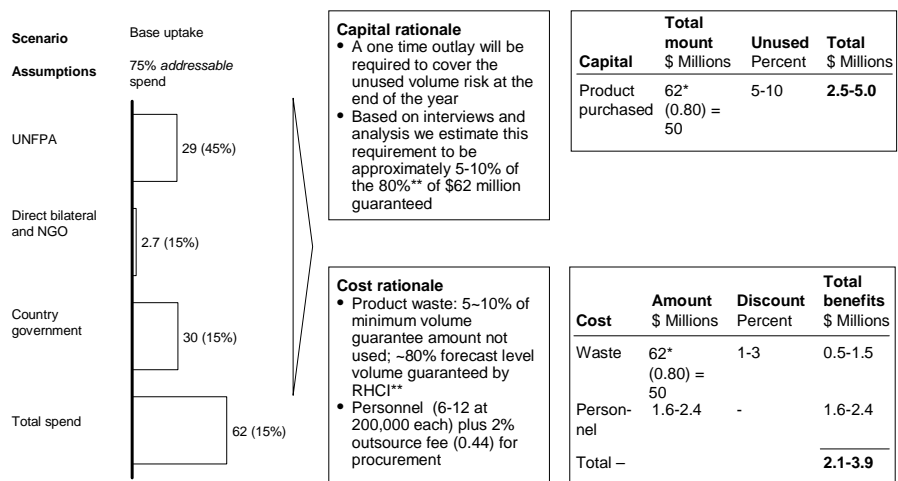 Scenario
Base uptake
Assumptions
75% addressable
spend
UNFPA
29 (45%)
Direct bilateral
and NGO
2.7 (15%)
Country
government
30 (15%)
Total spend
62 (15%)
Capital rationale
• A one time outlay will be
required to cover the
unused volume risk at the
end of the year
• Based on interviews and
analysis we estimate this
requirement to be
approximately 5-10% of
the 80%** of $62 million
guaranteed
Cost rationale
• Product waste: 5~10% of
minimum volume
guarantee amount not
used; ~80% forecast level
volume guaranteed by
RHCI**
• Personnel (6-12 at
200,000 each) plus 2%
outsource fee (0.44) for
procurement
Total
mount Unused Total
Capital $ Millions Percent $ Millions
Product 62* 5-10 2.5-5.0
purchased (0.80) =
50
Total
Amount Discount benefits
Cost $ Millions Percent $ Millions
Waste 62* 1-3 0.5-1.5
(0.80) =
50
Person- 1.6-2.4 - 1.6-2.4
nel
Total – 2.1-3.9